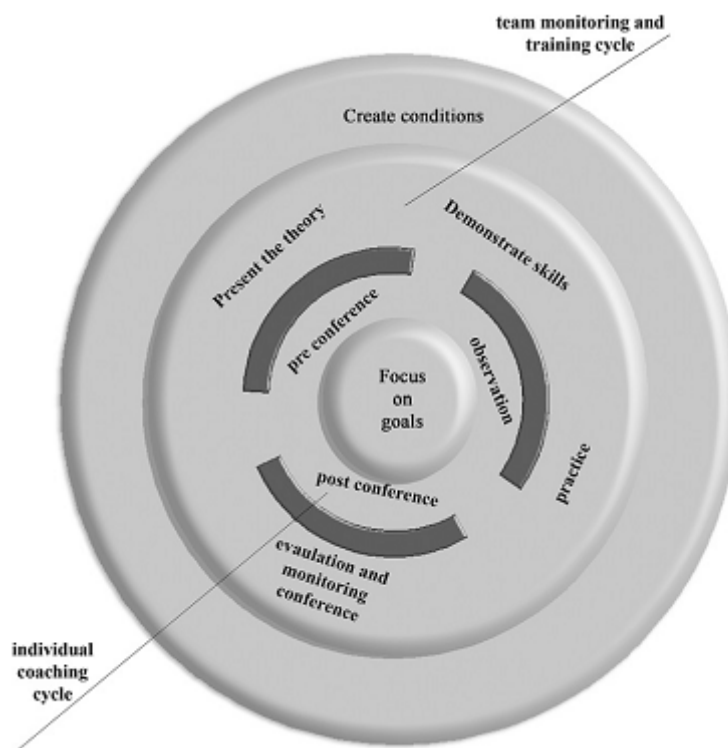 team monitoring and
training cycle
Create conditions
Present the theory
Demonstrate skills
pre conference
observation
Focus
on
goals
practice
post conference
evaulation and
monitoring
conference
individual
coaching
cycle